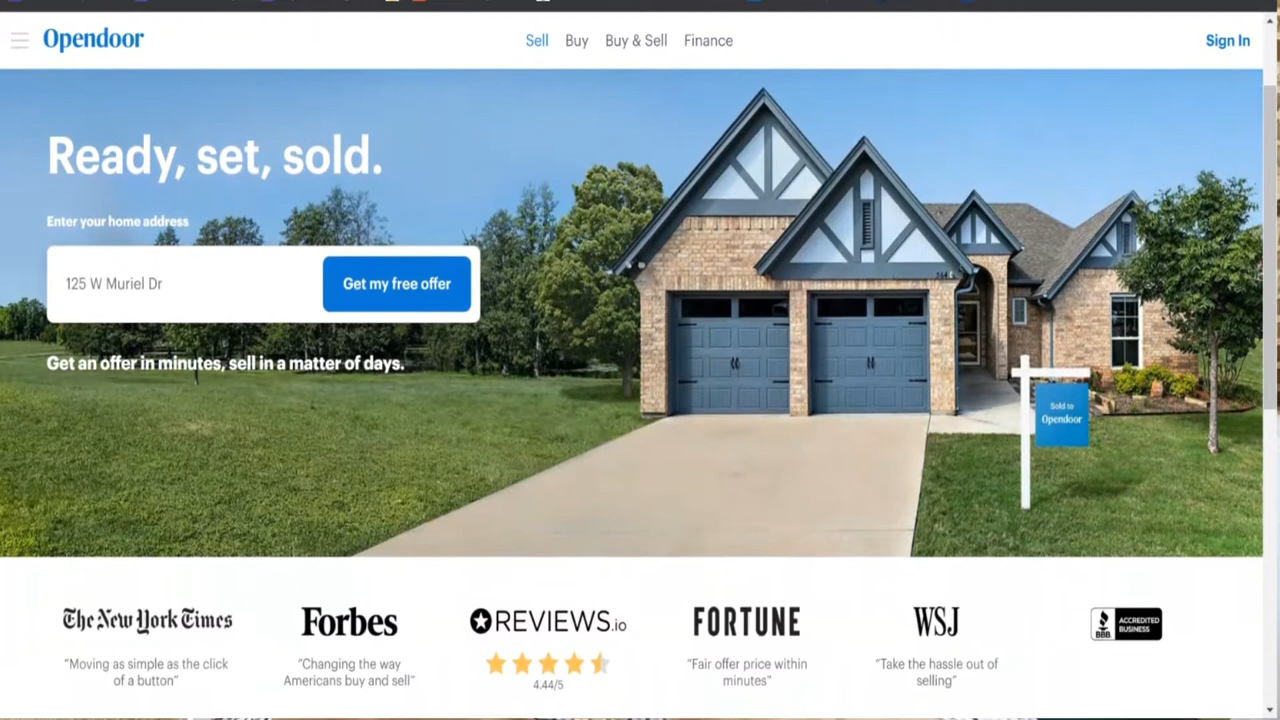 Opendoor
Sell Buy Buy & Sell Finance
Sign In
Ready, set, sold.
Enter your home address
125 W Muriel Dr
Get my free offer
Get an offer in minutes, sell in a matter of days.
Sold to
Opendoor
The New York Times
"Moving as simple as the click
of a button"
Forbes
"Changing the way
Americans buy and sell"
REVIEWS.io
4.44/5
FORTUNE
"Fair offer price within
minutes"
WSJ
"Take the hassle out of
selling"
BBB
ACCREDITED
BUSINESS